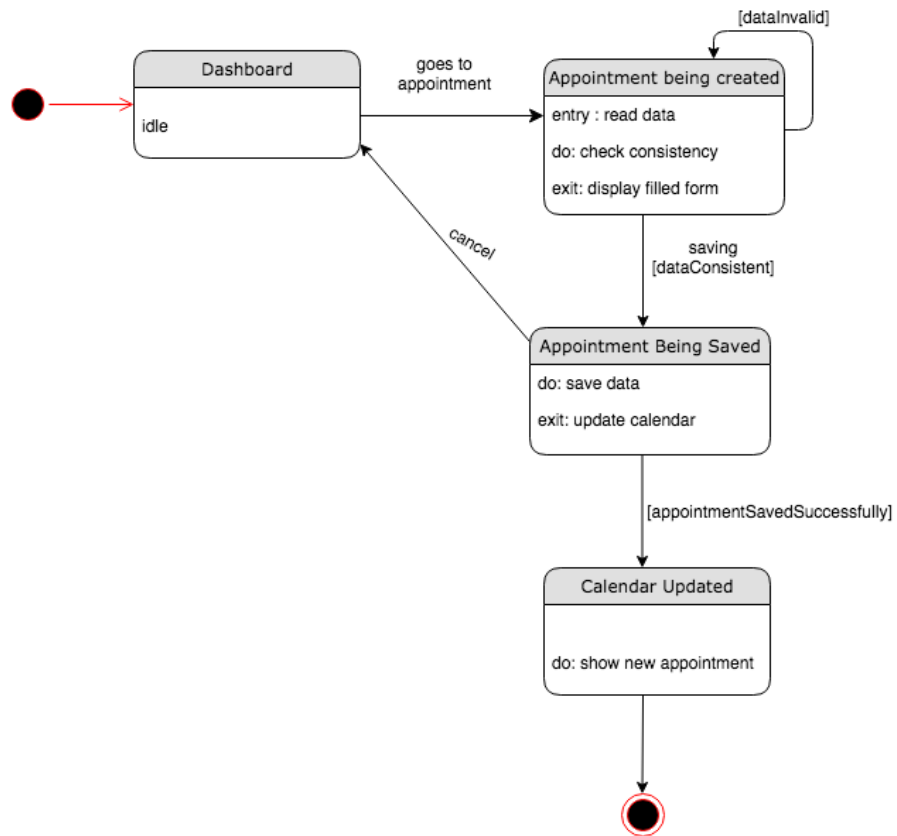 [dataInvalid]
Dashboard
goes to
appointment
Appointment being created
idle
entry : read data
do: check consistency
exit: display filled form
cancel
saving
[dataConsistent]
Appointment Being Saved
do: save data
exit: update calendar
[appointmentSavedSuccessfully]
Calendar Updated
do: show new appointment